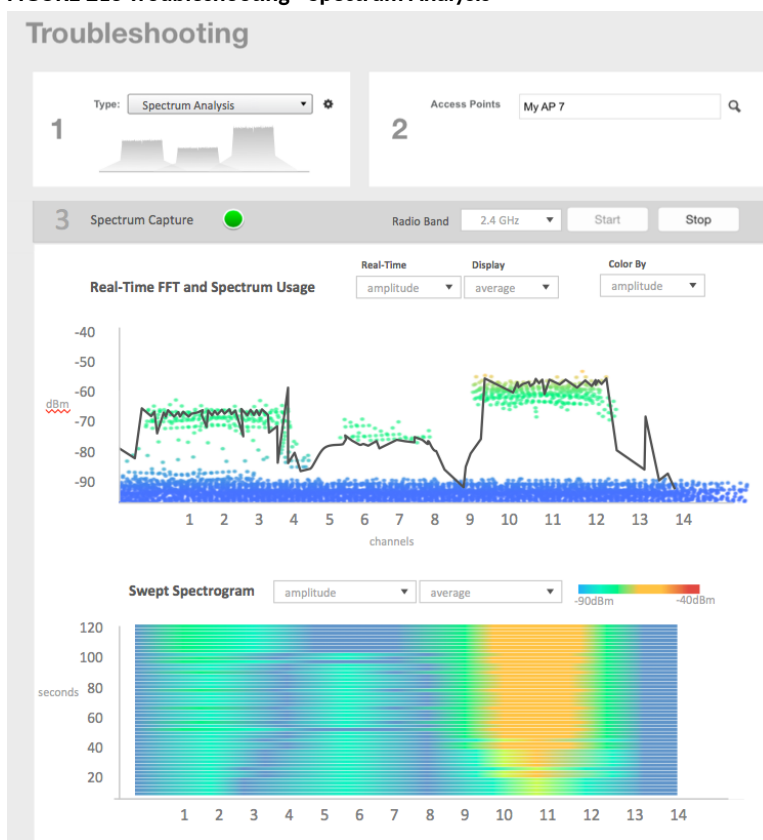 FIGURE Troubleshooting - Spectrum Analysis
Troubleshooting
1
Type: Spectrum Analysis
2
Access Points My AP 7
3 Spectrum Capture Radio Band 2.4 GHz Start Stop
Real-Time Display Color By
Real-Time FFT and Spectrum Usage amplitude average amplitude
-40
-50
-60
dBm
-70
-80
-90
1 2 3 4 5 6 7 8 9 10 11 12 13 14
channels
Swept Spectrogram amplitude average
-90dBm -40dBm
120
100
seconds 80
60
40
20
1 2 3 4 5 6 7 8 9 10 11 12 13 14